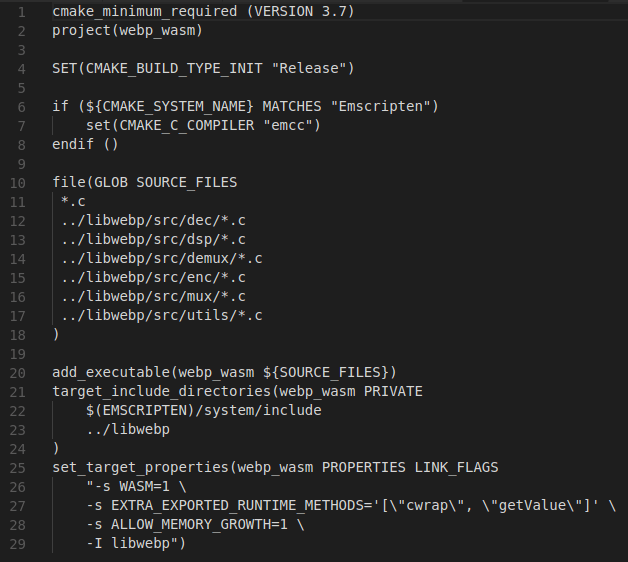 1 cmake_minimum_required (VERSION 3.7)
2 project(webp_wasm)
3
4 SET(CMAKE_BUILD_TYPE_INIT "Release")
5
6 if (${CMAKE_SYSTEM_NAME} MATCHES "Emscripten")
7     set(CMAKE_C_COMPILER "emcc")
8 endif ()
9
10 file(GLOB SOURCE_FILES
11  *.c
12  ../libwebp/src/dec/*.c
13  ../libwebp/src/dsp/*.c
14  ../libwebp/src/demux/*.c
15  ../libwebp/src/enc/*.c
16  ../libwebp/src/mux/*.c
17  ../libwebp/src/utils/*.c
18 )
19
20 add_executable(webp_wasm ${SOURCE_FILES})
21 target_include_directories(webp_wasm PRIVATE
22     $(EMSCRIPTEN)/system/include
23     ../libwebp
24 )
25 set_target_properties(webp_wasm PROPERTIES LINK_FLAGS
26     "-s WASM=1 \
27     -s EXTRA_EXPORTED_RUNTIME_METHODS='[\"cwrap\", \"getValue\"]' \
28     -s ALLOW_MEMORY_GROWTH=1 \
29     -I libwebp")